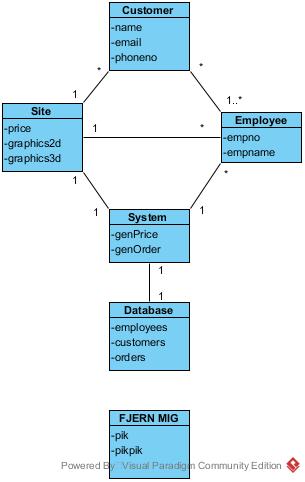 Customer
-name
-email
-phoneno
*
*
1
1..*
Site
-price
-graphics2d
-graphics3d
1
*
Employee
-empno
-empname
1
*
1
1
System
-genPrice
-genOrder
1
1
Database
-employees
-customers
-orders
FJERN MIG
-pik
-pikpik
Powered By Visual Paradigm Community Edition